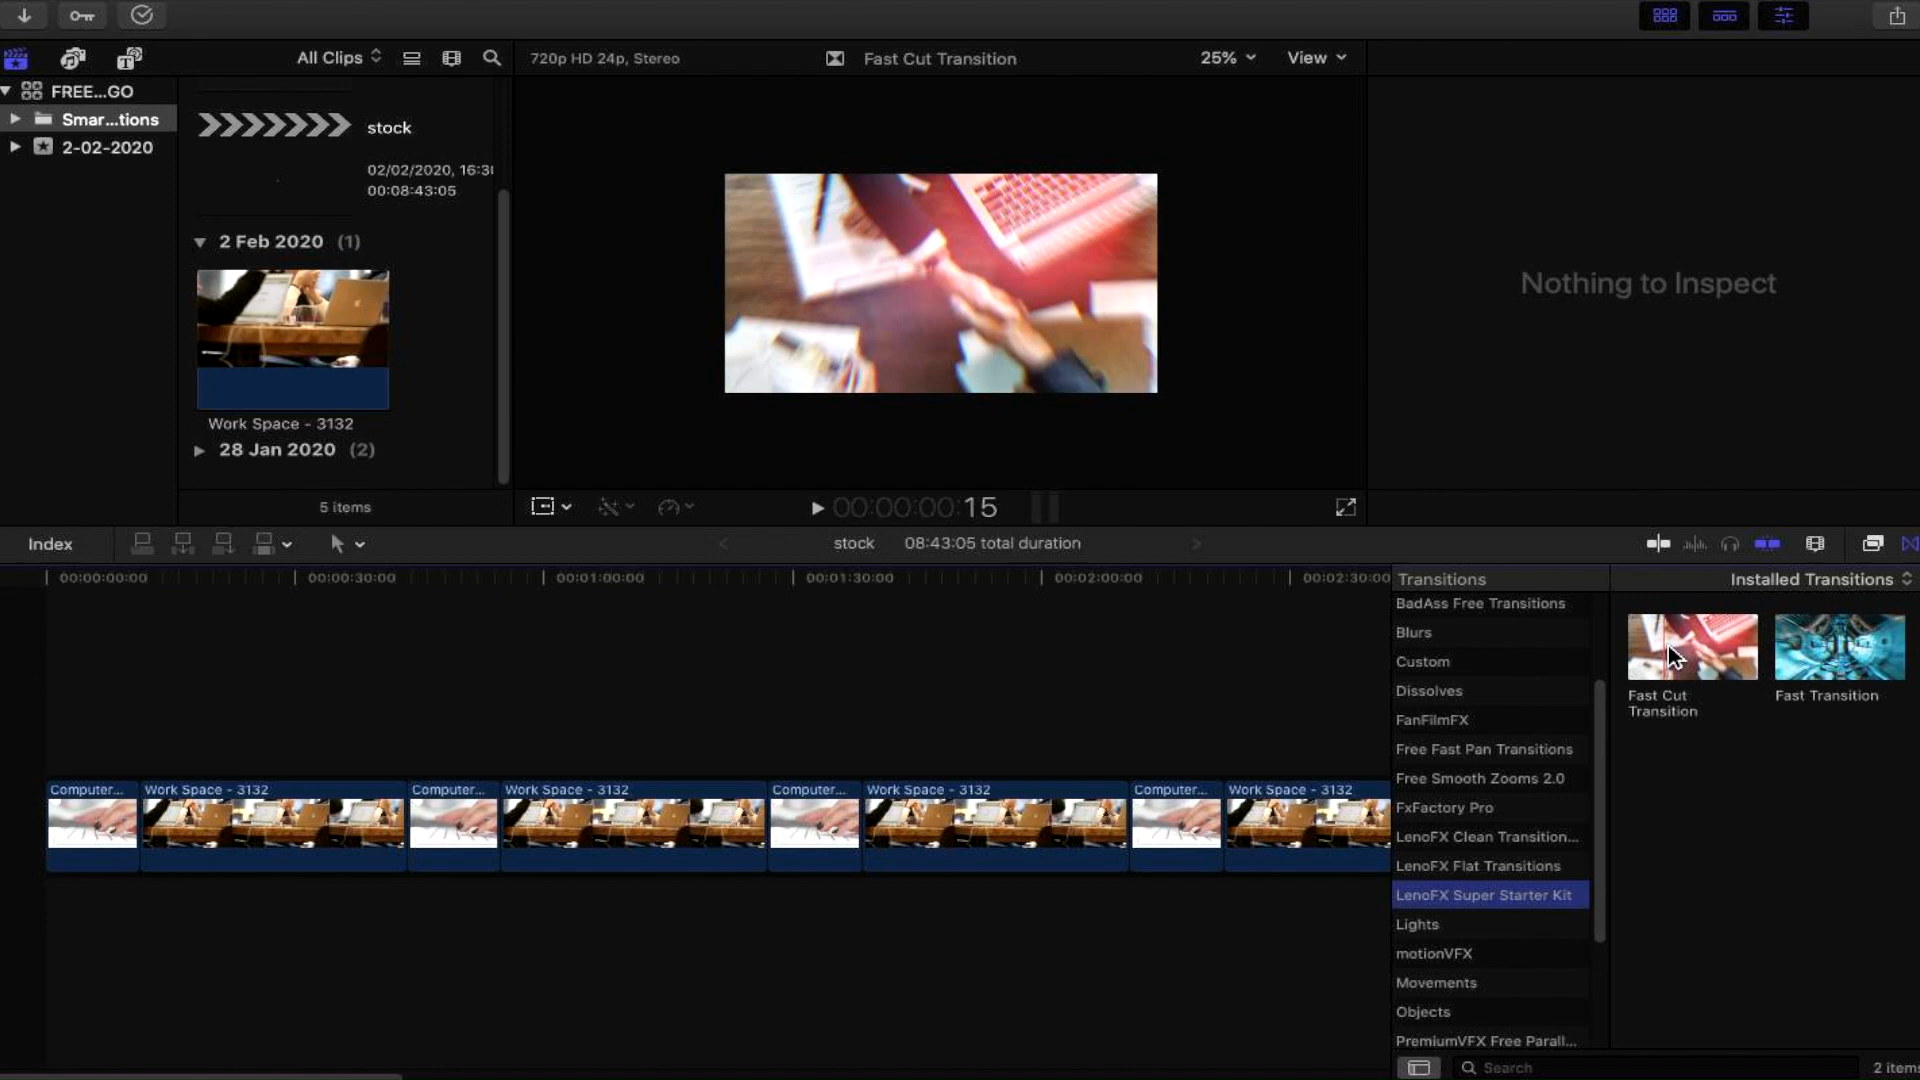 All Clips
720p HD 24p, Stereo
Fast Cut Transition
25%
View
FREE...GO
Smar...tions
2-02-2020
stock
02/02/2020, 16:3
00:08:43:05
2 Feb 2020 (1)
Work Space - 3132
28 Jan 2020 (2)
5 items
Nothing to Inspect
00:00:00:15
Index
stock
08:43:05 total duration
00:00:00:00
00:00:30:00
00:01:00:00
00:01:30:00
00:02:00:00
00:02:30:00
Computer...
Work Space - 3132
Computer...
Work Space - 3132
Computer...
Work Space - 3132
Computer...
Work Space - 3132
Transitions
BadAss Free Transitions
Blurs
Custom
Dissolves
FanFilmFX
Free Fast Pan Transitions
Free Smooth Zooms 2.0
FxFactory Pro
LenoFX Clean Transition...
LenoFX Flat Transitions
LenoFX Super Starter Kit
Lights
motionVFX
Movements
Objects
PremiumVFX Free Parall...
Installed Transitions
Fast Cut
Transition
Fast Transition
Search
2 items